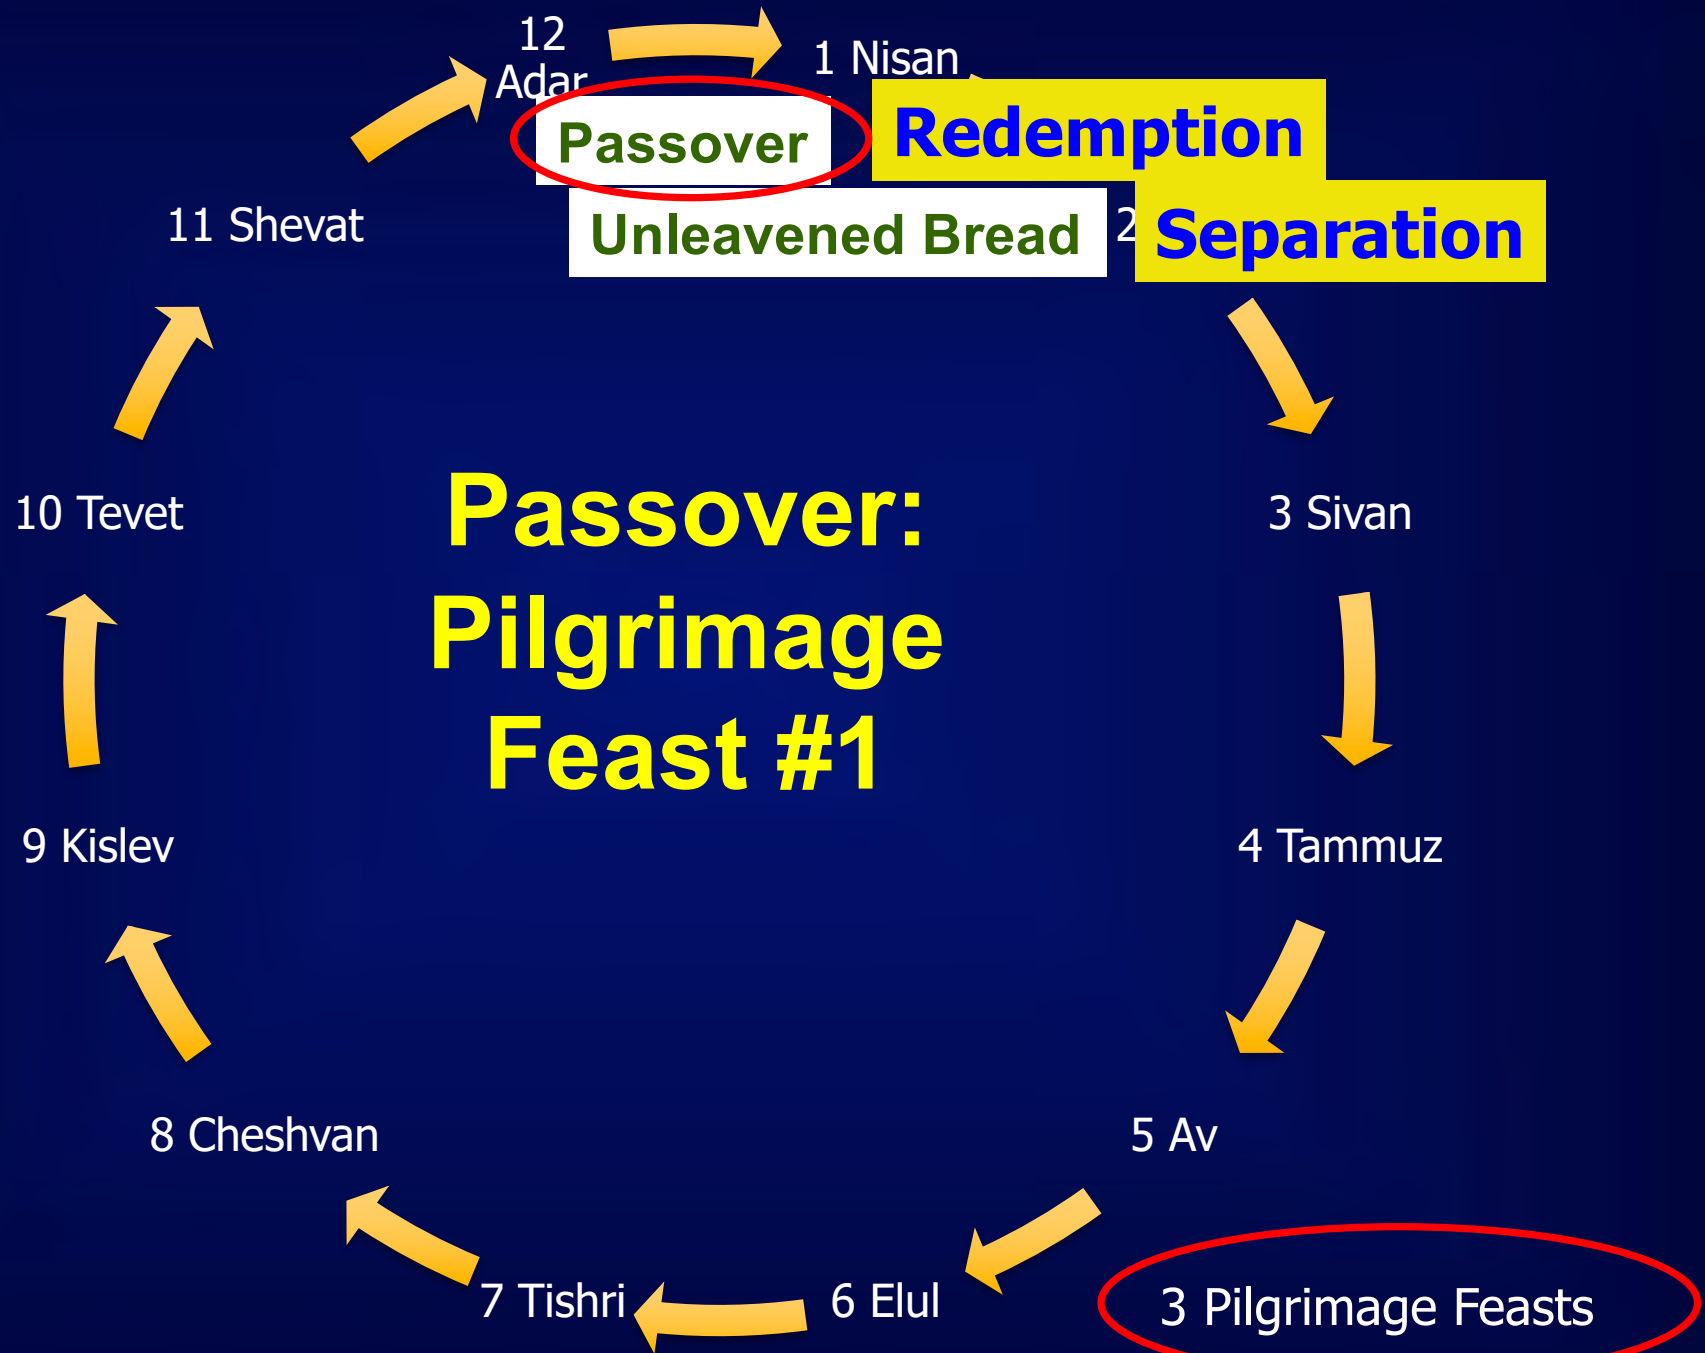 12
Adar
1 Nisan
Passover
Redemption
Unleavened Bread
2
Separation
11 Shevat
10 Tevet
3 Sivan
Passover:
Pilgrimage
Feast #1
9 Kislev
4 Tammuz
8 Cheshvan
5 Av
7 Tishri
6 Elul
3 Pilgrimage Feasts